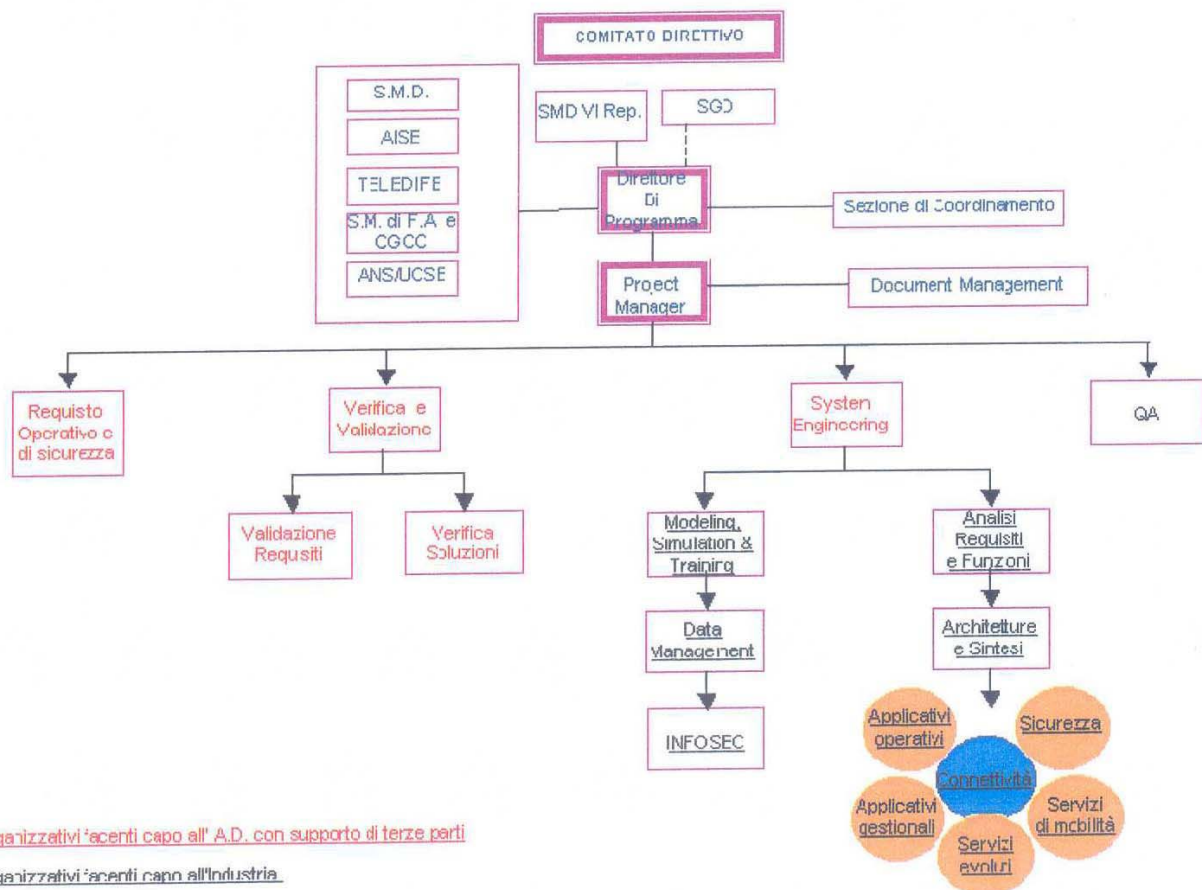 COMITATO DIRETTIVO
S.M.D.
AISE
TELEDIFE
S.M. di F.A. e
CGCC
ANS/UCSE
SMD VI Rep.
SGD
Direttore
Di
Programma
Sezione di Coordinamento
Project
Manager
Document Management
Requisto
Operativo e
di sicurezza
Verifica e
Validazione
System
Engineering
QA
Validazione
Requisiti
Verifica
Soluzioni
Modeling,
Simulation &
Training
Analisi
Requisiti
e Funzoni
Data
Management
Architetture
e Sintesi
INFOSEC
Applicativi
operativi
Sicurezza
Connettività
Applicativi
gestionali
Servizi
di mobilità
Servizi
evoluti
ganizzativi facenti capo all' A.D. con supporto di terze parti
ganizzativi facenti capo all'Industria